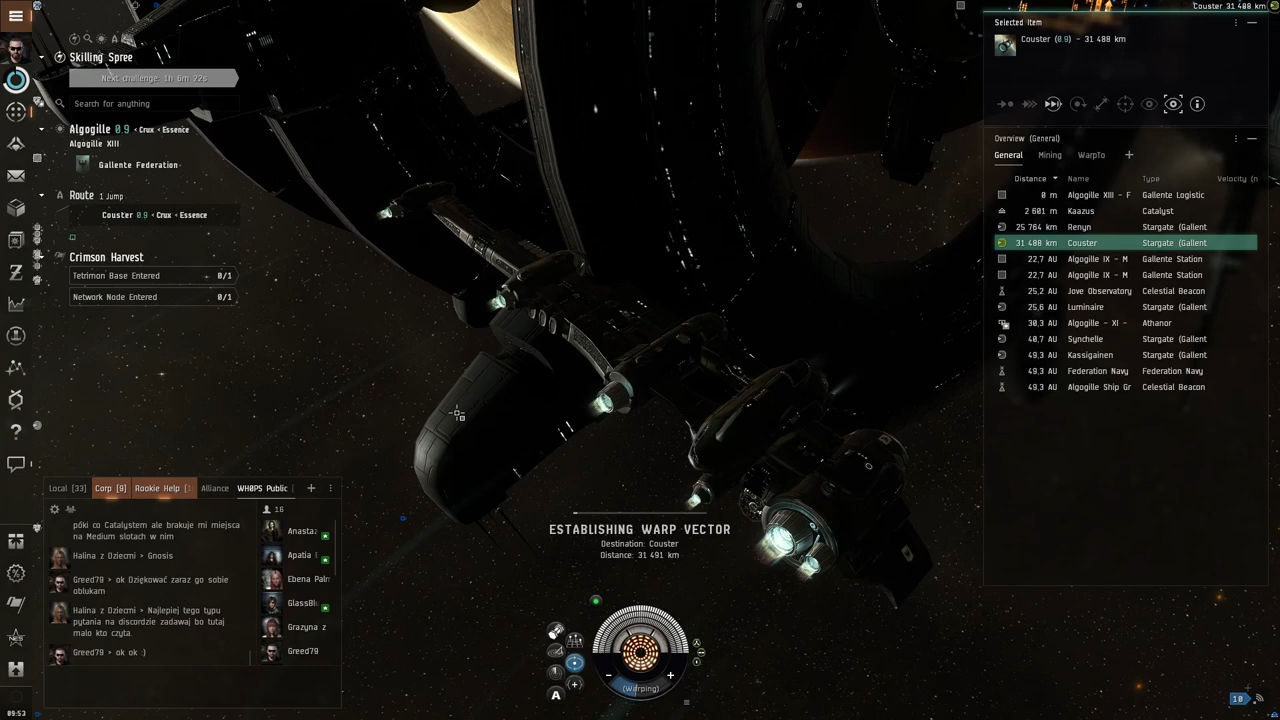 Couster 31 488 km
Selected Item
Couster (0.9) - 31 488 km
Skilling Spree
Next challenge: 1h 6m 22s
Search for anything
Algogille 0.9 < Crux < Essence
Algogille XIII
Gallente Federation
Route 1 Jump
Couster 0.9 < Crux < Essence
Crimson Harvest
Tetrimon Base Entered 0/1
Network Node Entered 0/1
Overview (General)
General Mining WarpTo +
Distance Name Type Velocity (m
0 m Algogille XIII - F Gallente Logistic
2 601 m Kaazus Catalyst
25 764 km Renyn Stargate (Gallent
31 488 km Couster Stargate (Gallent
22,7 AU Algogille IX - M Gallente Station
22,7 AU Algogille IX - M Gallente Station
25,2 AU Jove Observatory Celestial Beacon
25,6 AU Luminaire Stargate (Gallent
30,3 AU Algogille - XI - Athanor
40,7 AU Synchelle Stargate (Gallent
49,3 AU Kassigainen Stargate (Gallent
49,3 AU Federation Navy Federation Navy
49,3 AU Algogille Ship Gr Celestial Beacon
ESTABLISHING WARP VECTOR
Destination: Couster
Distance: 31 491 km
(Warping)
A
Local [33] Corp [9] Rookie Help [ Alliance WH0PS Public +
16
póki co Catalystem ale brakuje mi miejsca
na Medium slotach w nim
Halina z Dziecmi > Gnosis
Greed79 > ok Dziękować zaraz go sobie
oblukam
Halina z Dziecmi > Najlepiej tego typu
pytania na discordzie zadawaj bo tutaj
malo kto czyta.
Greed79 > ok ok :)
Anastaz
Apatia
Ebena Palm
GlassBlu
Grazyna z
Greed79
09:53
10